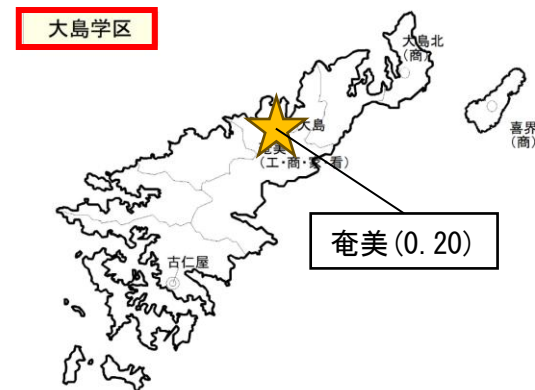 大島学区
大島北
(商)
喜界
(商)
大島
奄美
(工・商・家・看)
奄美(0.20)
古仁屋